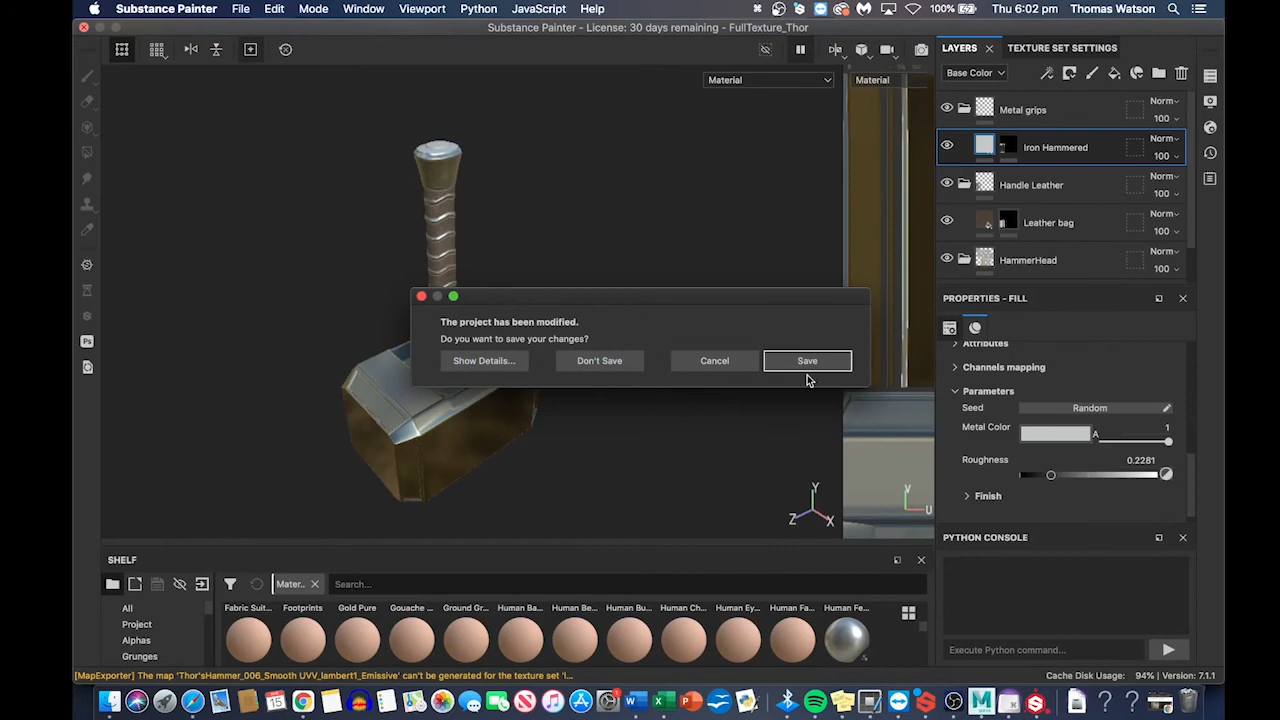 Substance Painter File Edit Mode Window Viewport Python JavaScript Help 100% Thu 6:02 pm Thomas Watson
Substance Painter - License: 30 days remaining - FullTexture_Thor
LAYERS TEXTURE SET SETTINGS
Base Color
Material
Material
Metal grips Norm 100
Iron Hammered Norm 100
Handle Leather Norm 100
Leather bag Norm 100
HammerHead Norm 100
The project has been modified.
Do you want to save your changes?
Show Details... Don't Save Cancel Save
PROPERTIES - FILL
Attributes
Channels mapping
Parameters
Seed Random
Metal Color A 1
Roughness 0.2281
Finish
Y
Z X
V
U
Ps
PYTHON CONSOLE
Execute Python command...
SHELF
Mater.. Search...
All
Project
Alphas
Grunges
Fabric Suit... Footprints Gold Pure Gouache ... Ground Gr... Human Ba... Human Be... Human Bu... Human Ch... Human Ey... Human Fa... Human Fe...
[MapExporter] The map 'Thor'sHammer_006_Smooth UVV_lambert1_Emissive' can't be generated for the texture set 'l...
Cache Disk Usage: 94% | Version: 7.1.1